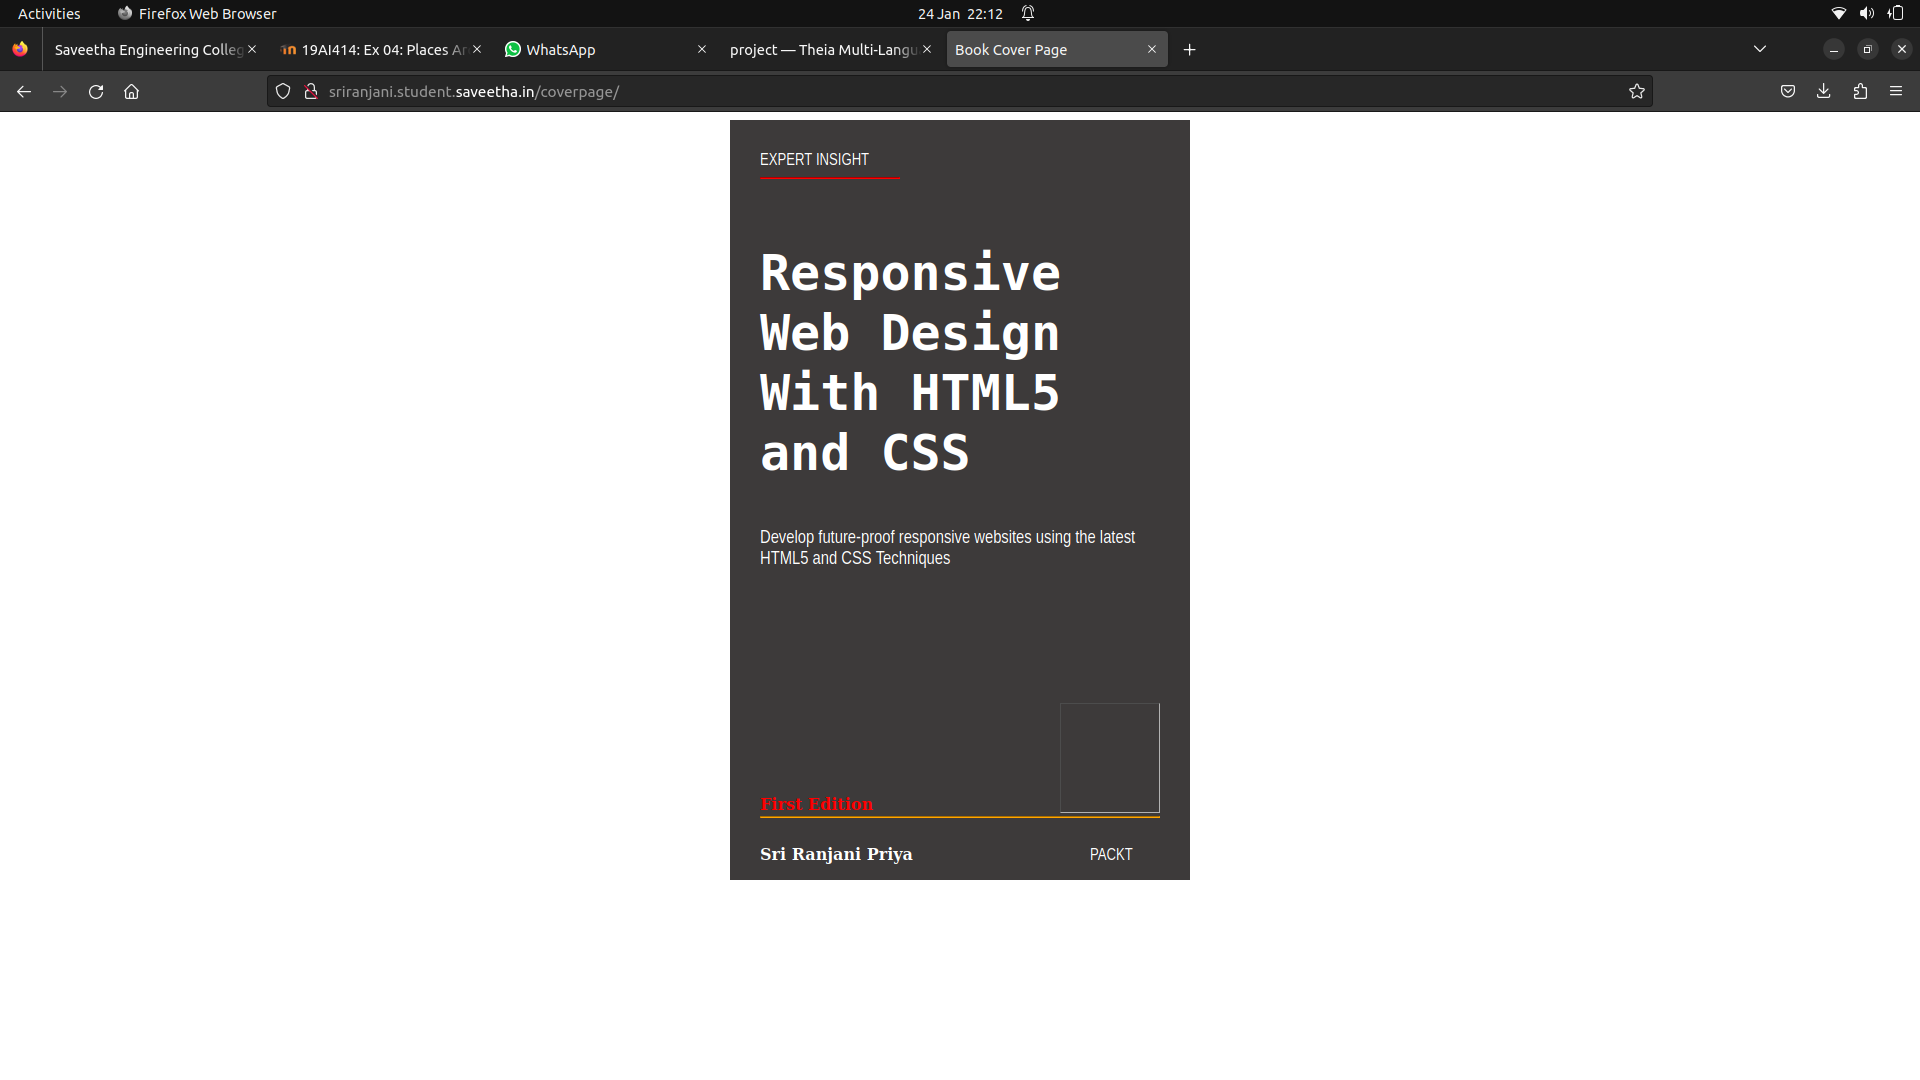 Activities
Firefox Web Browser
24 Jan 22:12
Saveetha Engineering Colleg
19AI414: Ex 04: Places Ar
WhatsApp
project — Theia Multi-Langu
Book Cover Page
sriranjani.student.saveetha.in/coverpage/
EXPERT INSIGHT
Responsive
Web Design
With HTML5
and CSS
Develop future-proof responsive websites using the latest
HTML5 and CSS Techniques
First Edition
Sri Ranjani Priya
PACKT